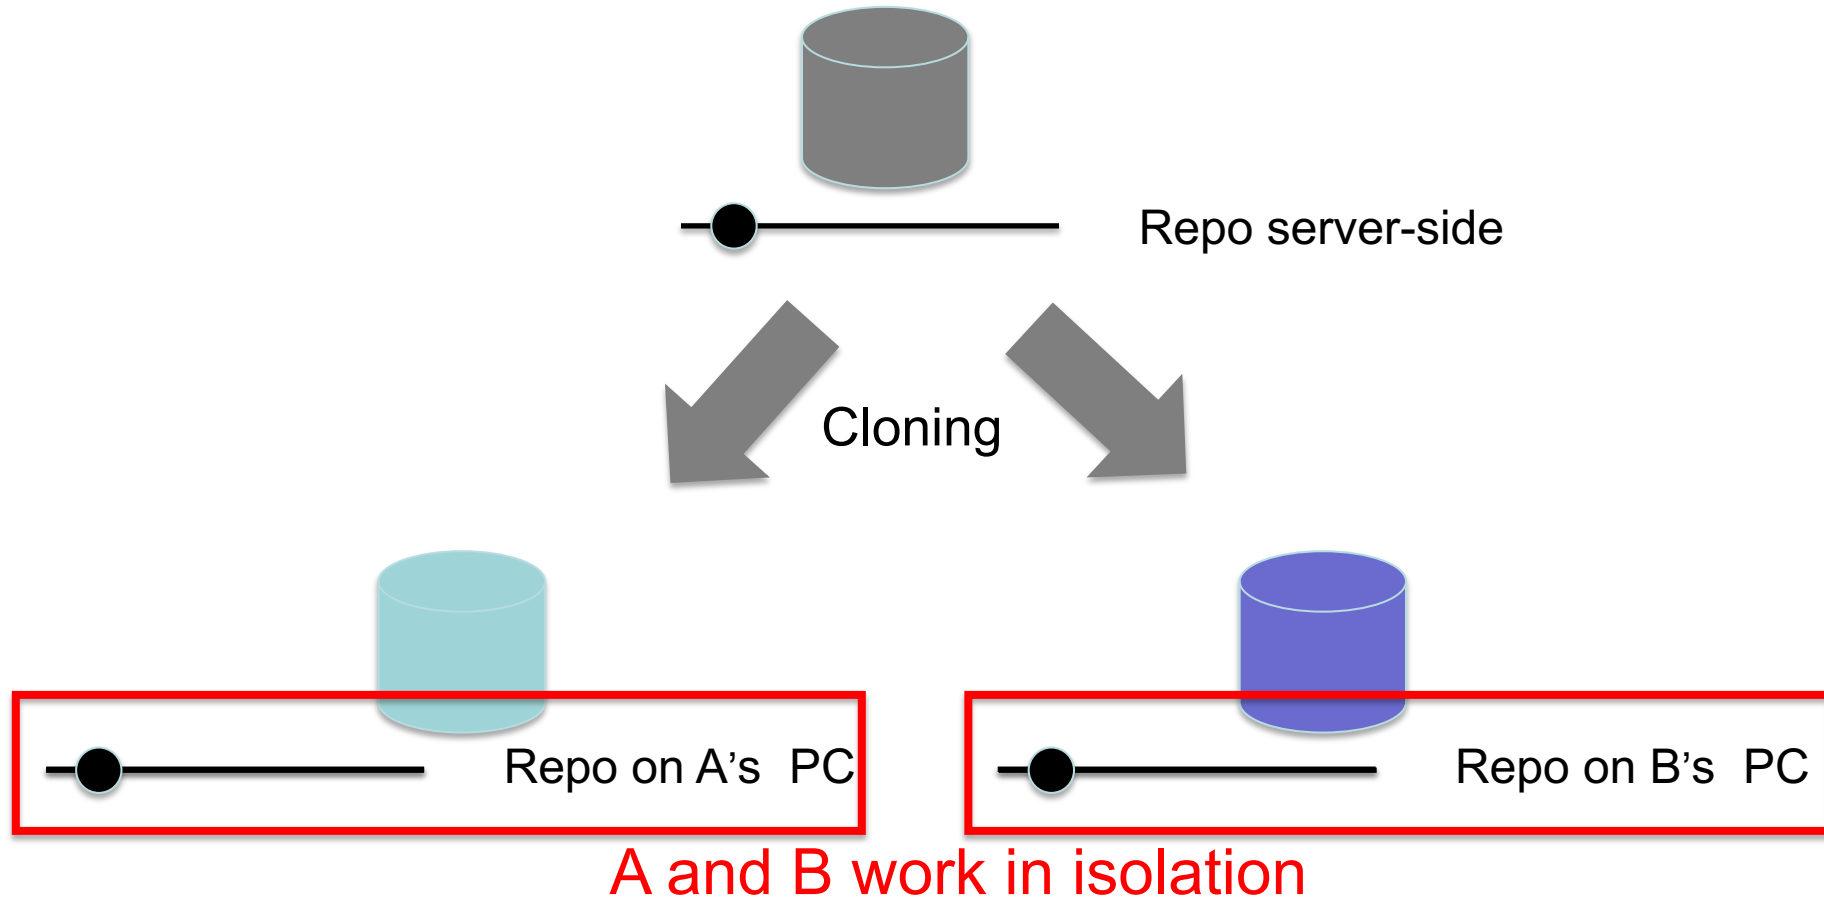 Repo server-side
Cloning
Repo on A’s  PC
Repo on B’s  PC
A and B work in isolation